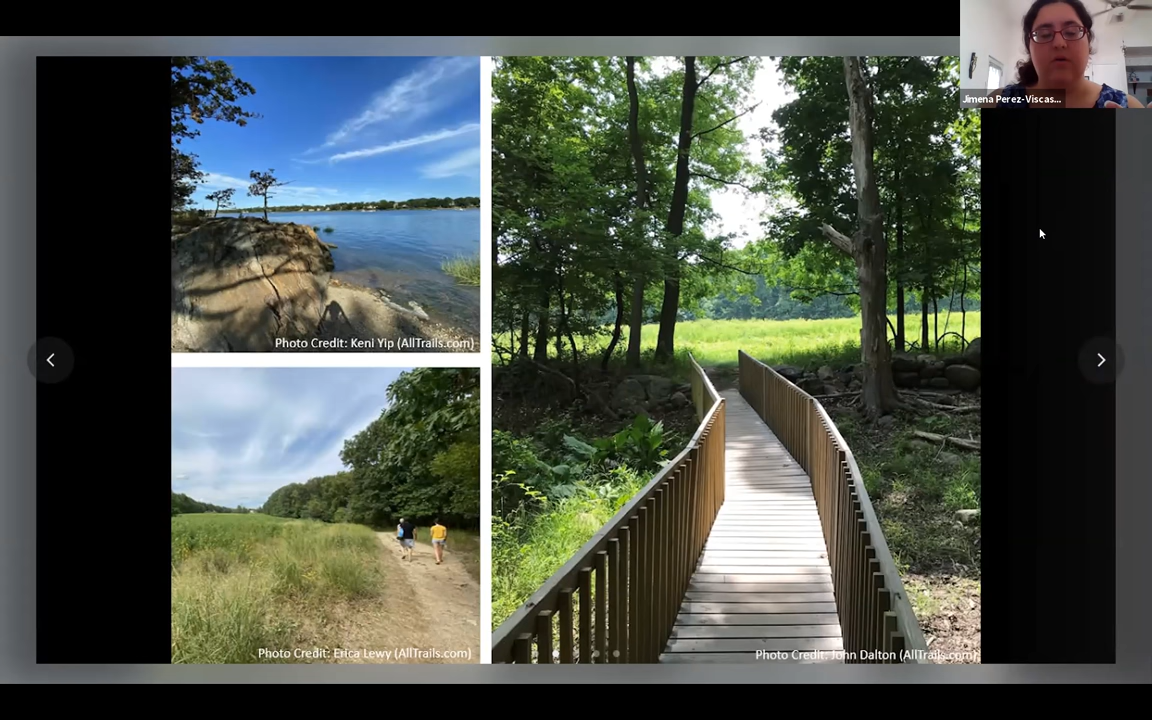 Jimena Perez-Viscas...
Photo Credit: Keni Yip (AllTrails.com)
Photo Credit: Erica Lewy (AllTrails.com)
Photo Credit: John Dalton (AllTrails.com)